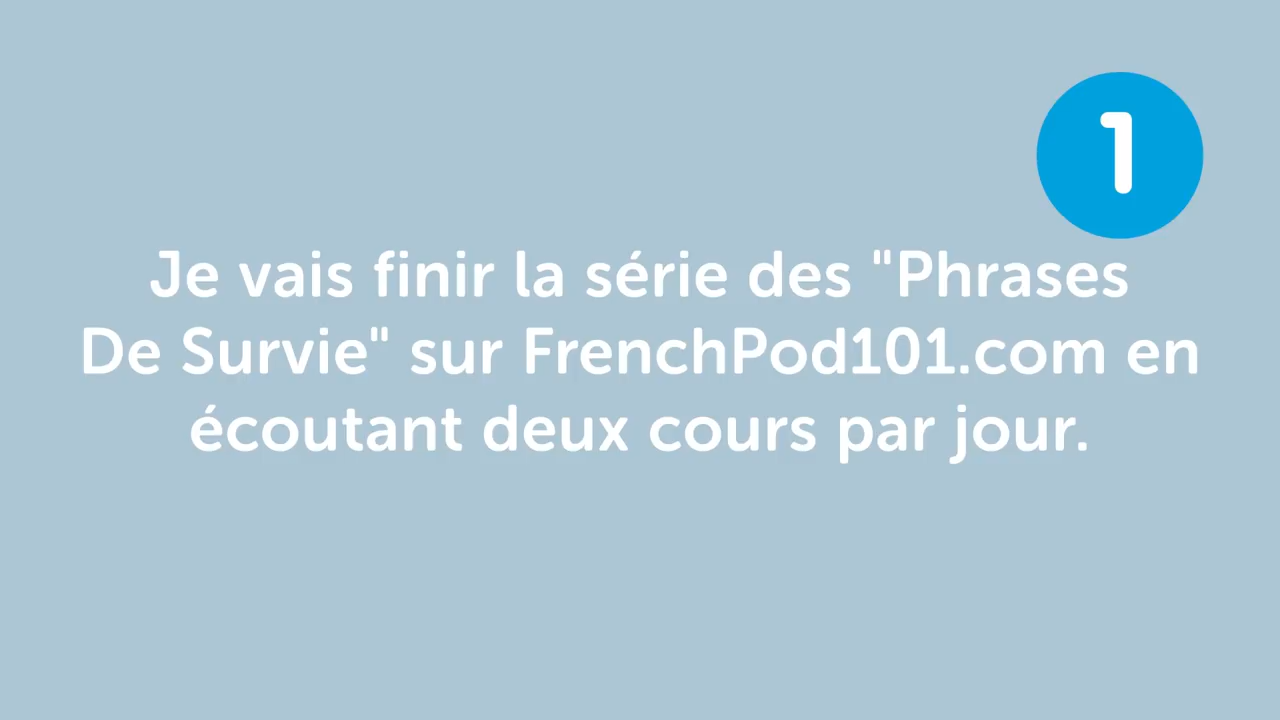 1
Je vais finir la série des "Phrases
De Survie" sur FrenchPod101.com en
écoutant deux cours par jour.